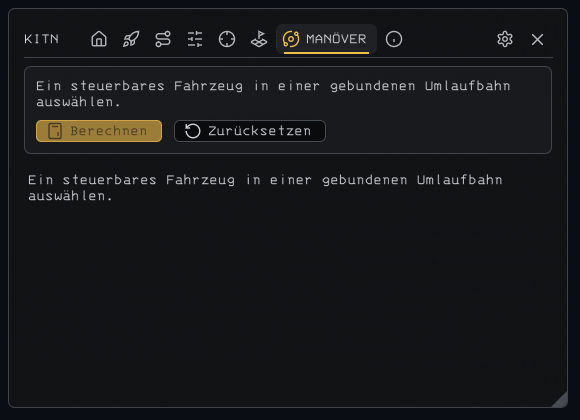 KITN MANÖVER
Ein steuerbares Fahrzeug in einer gebundenen Umlaufbahn
auswählen.
Berechnen Zurücksetzen
Ein steuerbares Fahrzeug in einer gebundenen Umlaufbahn
auswählen.